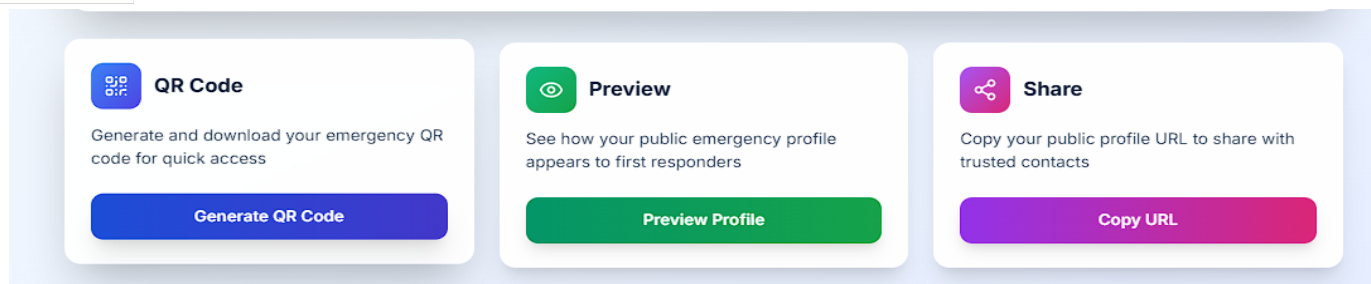 QR Code
Generate and download your emergency QR
code for quick access
Generate QR Code
Preview
See how your public emergency profile
appears to first responders
Preview Profile
Share
Copy your public profile URL to share with
trusted contacts
Copy URL